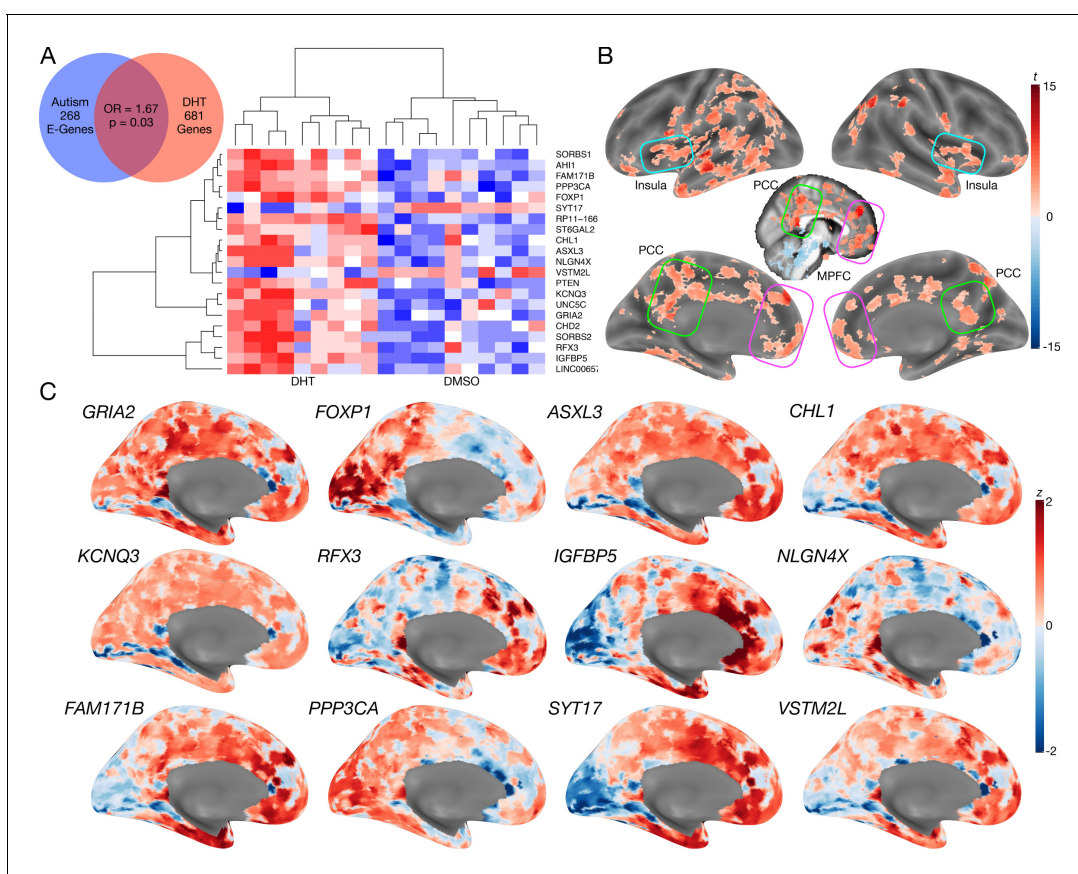 A
Autism
268
E-Genes
OR = 1.67
p = 0.03
DHT
681
Genes
SORBS1
AHI1
FAM171B
PPP3CA
FOXP1
SYT17
RP11−166
ST6GAL2
CHL1
ASXL3
NLGN4X
VSTM2L
PTEN
KCNQ3
UNC5C
GRIA2
CHD2
SORBS2
RFX3
IGFBP5
LINC00657
DHT
DMSO
B
t
15
0
-15
Insula
Insula
PCC
MPFC
PCC
PCC
C
GRIA2
FOXP1
ASXL3
CHL1
KCNQ3
RFX3
IGFBP5
NLGN4X
FAM171B
PPP3CA
SYT17
VSTM2L
z
2
0
-2